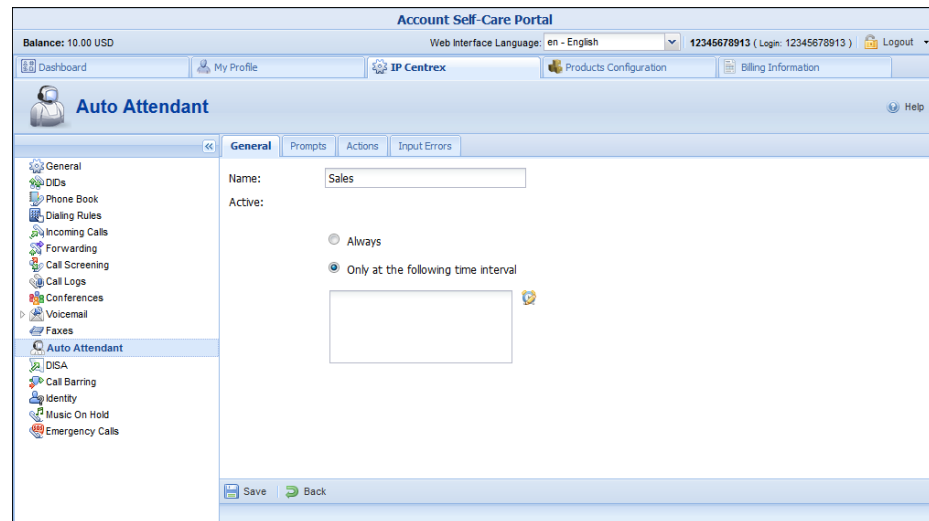 Account Self-Care Portal
Balance: 10.00 USD Web Interface Language: en - English 12345678913 ( Login: 12345678913 ) Logout
Dashboard My Profile IP Centrex Products Configuration Billing Information
Auto Attendant Help
General Prompts Actions Input Errors
General
DIDs
Phone Book
Dialing Rules
Incoming Calls
Forwarding
Call Screening
Call Logs
Conferences
Voicemail
Faxes
Auto Attendant
DISA
Call Barring
Identity
Music On Hold
Emergency Calls
Name: Sales
Active:
Always
Only at the following time interval
Save Back